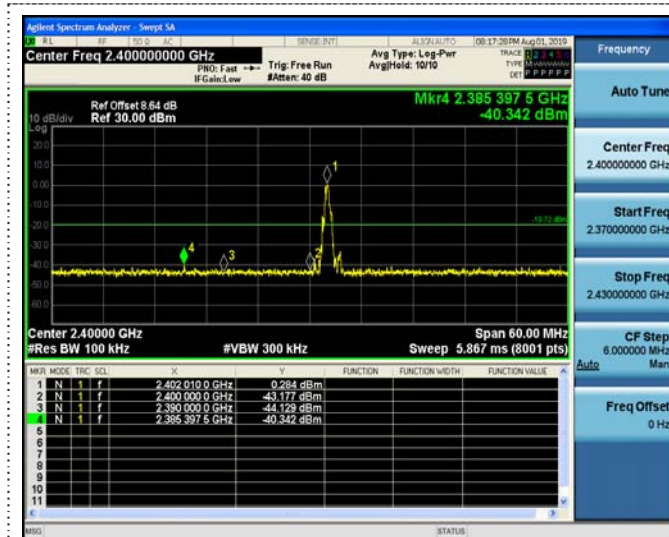 Agilent Spectrum Analyzer - Swept SA
RL RF 50 Ω AC SENSE:INT ALIGN AUTO 08:17:28 PM Aug 01, 2019
Center Freq 2.400000000 GHz
PNO: Fast
IFGain:Low
Trig: Free Run
#Atten: 40 dB
Avg Type: Log-Pwr
Avg|Hold: 10/10
TRACE 1 2 3 4 5 6
TYPE M
DET P P P P P P
Ref Offset 8.64 dB
Ref 30.00 dBm
10 dB/div
Log
Mkr4 2.385 397 5 GHz
-40.342 dBm
20.0
10.0
0.00
-10.0
-20.0
-30.0
-40.0
-50.0
-60.0
1
2
3
4
-19.72 dBm
Center 2.40000 GHz
#Res BW 100 kHz
#VBW 300 kHz
Span 60.00 MHz
Sweep 5.867 ms (8001 pts)
MKR MODE TRC SCL X Y FUNCTION FUNCTION WIDTH FUNCTION VALUE
1 N 1 f 2.402 010 0 GHz 0.284 dBm
2 N 1 f 2.400 000 0 GHz -43.177 dBm
3 N 1 f 2.390 000 0 GHz -44.129 dBm
4 N 1 f 2.385 397 5 GHz -40.342 dBm
5
6
7
8
9
10
11
MSG STATUS
Frequency
Auto Tune
Center Freq
2.400000000 GHz
Start Freq
2.370000000 GHz
Stop Freq
2.430000000 GHz
CF Step
6.000000 MHz
Auto Man
Freq Offset
0 Hz